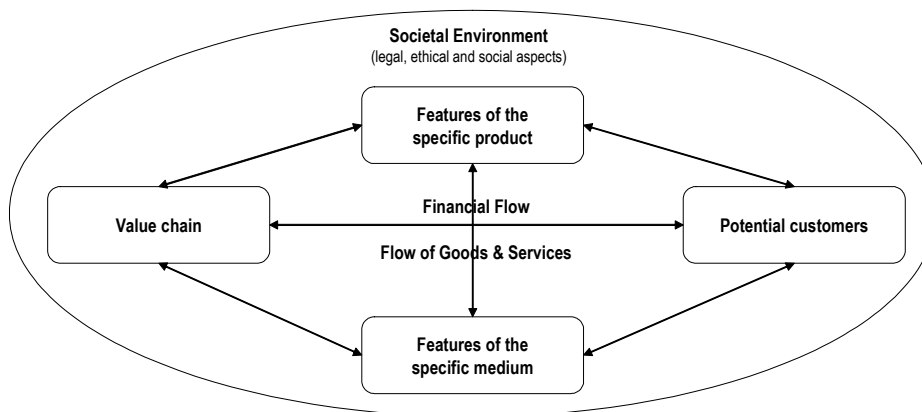 Societal Environment
(legal, ethical and social aspects)
Features of the
specific product
Financial Flow
Value chain
Potential customers
Flow of Goods & Services
Features of the
specific medium